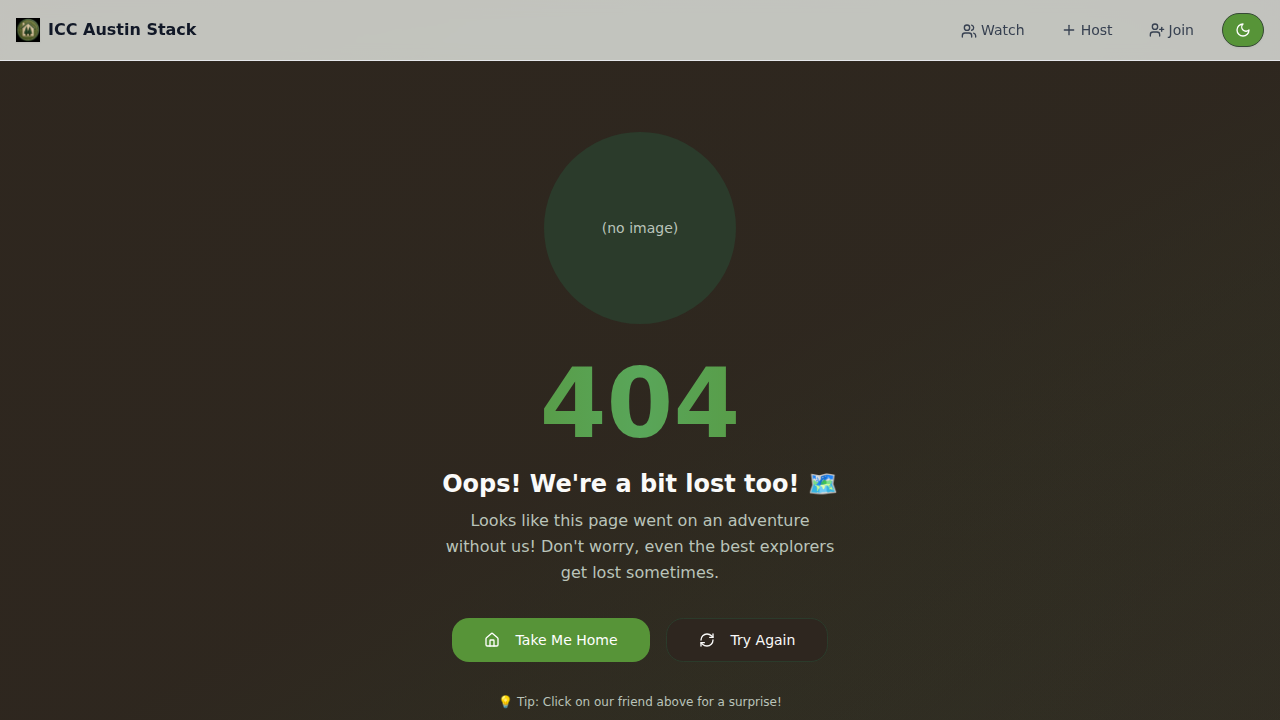 ICC Austin Stack
Watch
Host
Join
(no image)
404
Oops! We're a bit lost too! 🗺️
Looks like this page went on an adventure
without us! Don't worry, even the best explorers
get lost sometimes.
Take Me Home
Try Again
💡 Tip: Click on our friend above for a surprise!